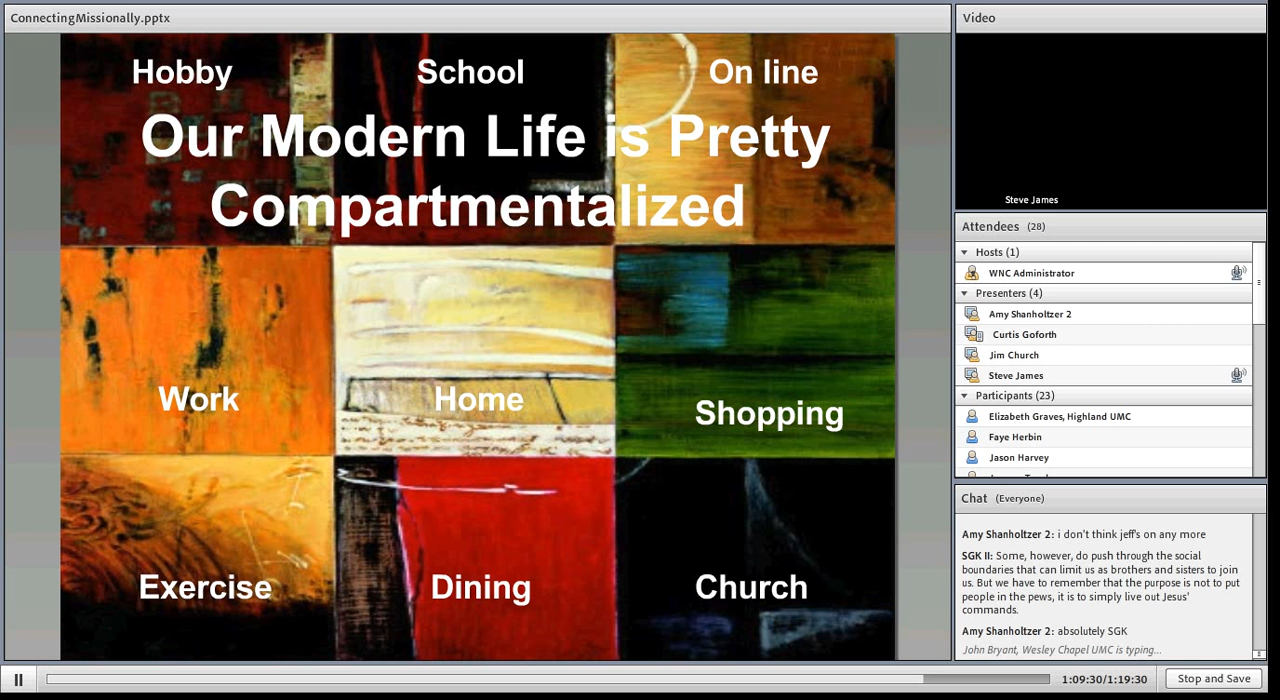 ConnectingMissionally.pptx
Hobby
School
On line
Our Modern Life is Pretty
Compartmentalized
Work
Home
Shopping
Exercise
Dining
Church
Video
Steve James
Attendees (28)
Hosts (1)
WNC Administrator
Presenters (4)
Amy Shanholtzer 2
Curtis Goforth
Jim Church
Steve James
Participants (23)
Elizabeth Graves, Highland UMC
Faye Herbin
Jason Harvey
Chat (Everyone)
Amy Shanholtzer 2: i don't think jeff's on any more
SGK II: Some, however, do push through the social
boundaries that can limit us as brothers and sisters to join
us. But we have to remember that the purpose is not to put
people in the pews, it is to simply live out Jesus'
commands.
Amy Shanholtzer 2: absolutely SGK
John Bryant, Wesley Chapel UMC is typing...
1:09:30/1:19:30
Stop and Save